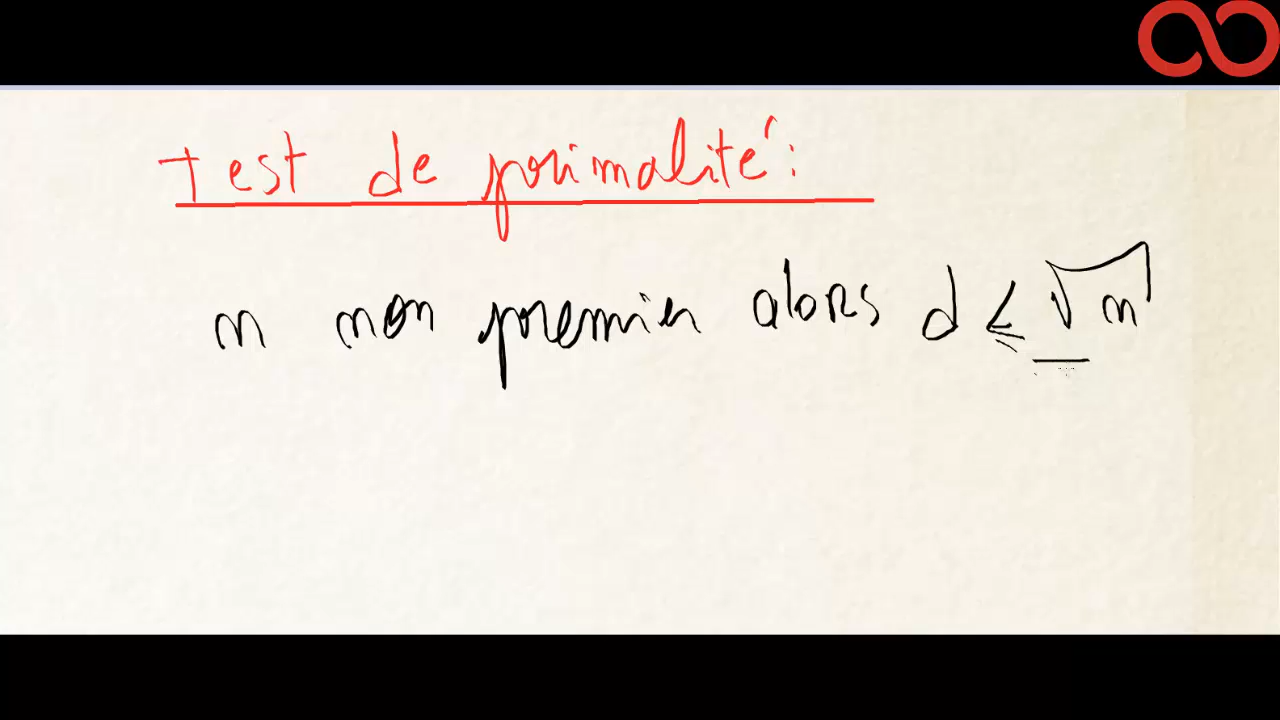 Test de primalité :
n non premier alors d ≤ √n